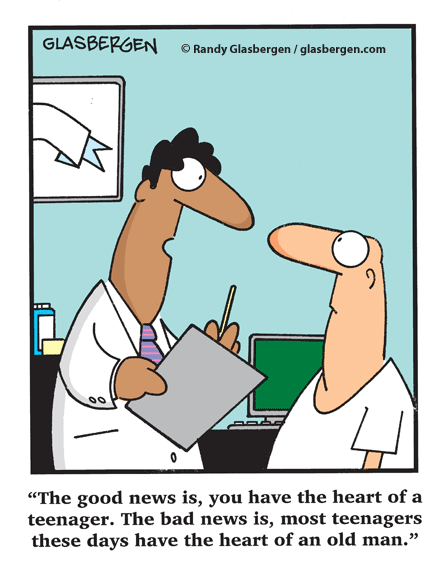 GLASBERGEN
© Randy Glasbergen / glasbergen.com
“The good news is, you have the heart of a
teenager. The bad news is, most teenagers
these days have the heart of an old man.”